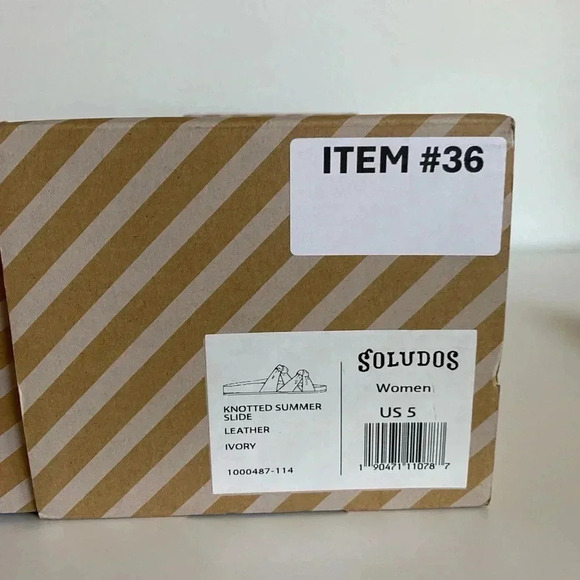 ITEM #36
SOLUDOS
Women
US 5
1 90471 11078 7
KNOTTED SUMMER
SLIDE
LEATHER
IVORY
1000487-114